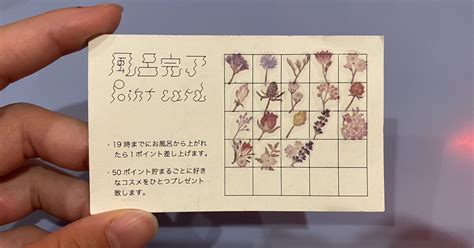 風呂完了
Point card
・19時までにお風呂から上がれ
たら1ポイント差し上げます。
・50ポイント貯まるごとに好き
なコスメをひとつプレゼント
致します。